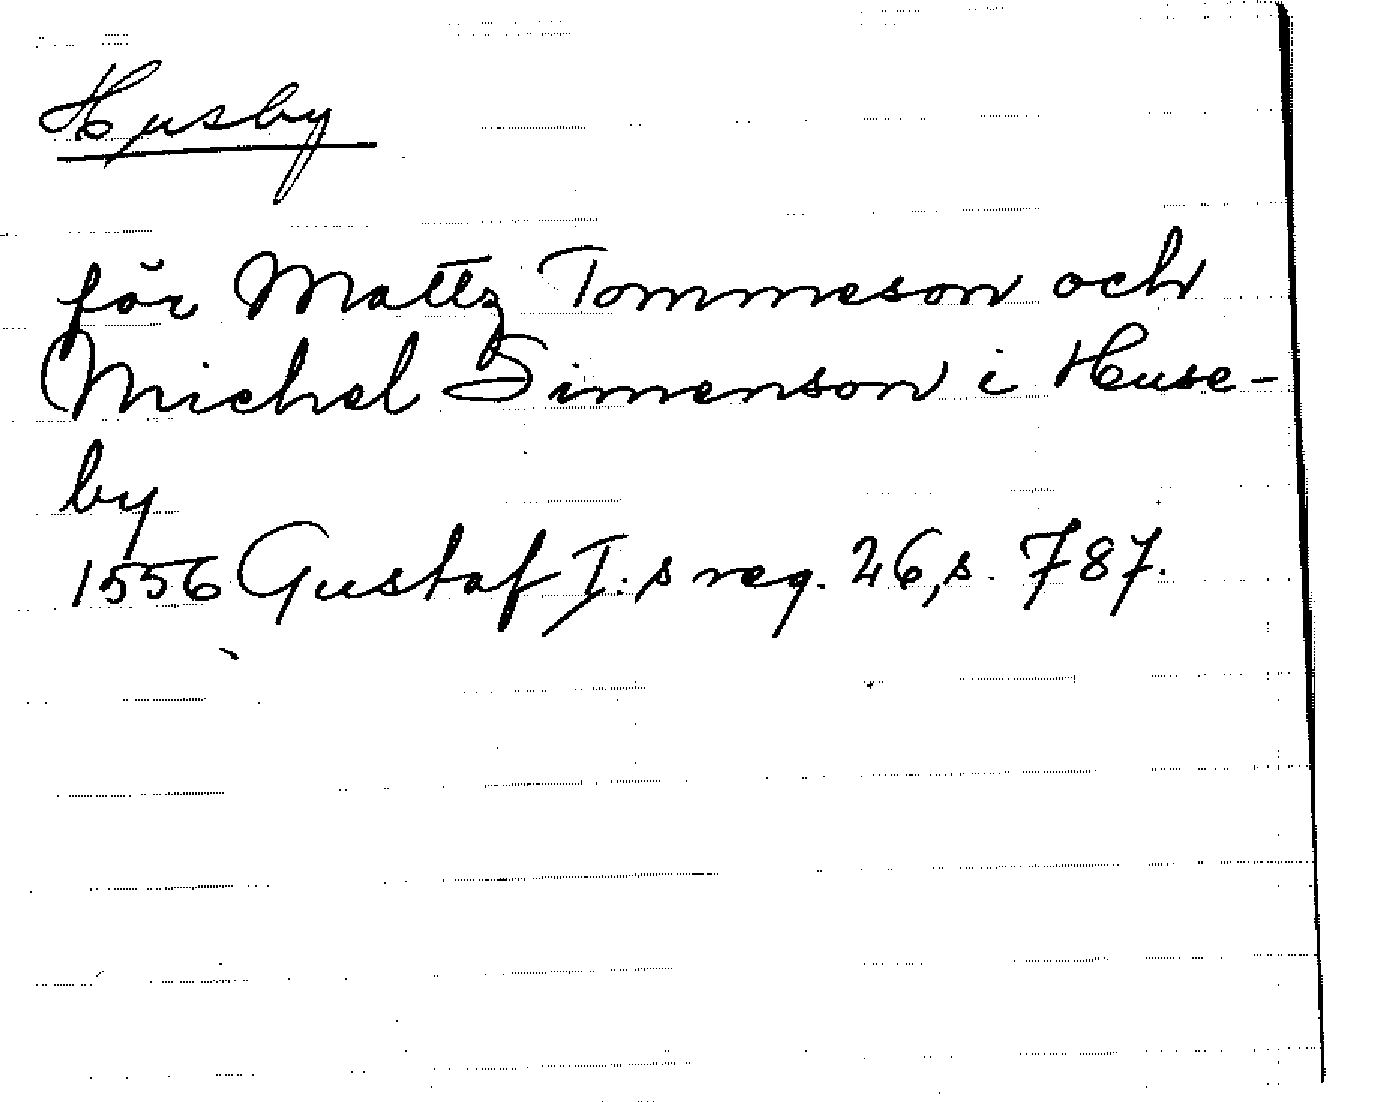 Husby
för Mattz Tommeson och
Michel Simenson i Huse-
by
1556 Gustaf I:s reg. 26, s. 787.